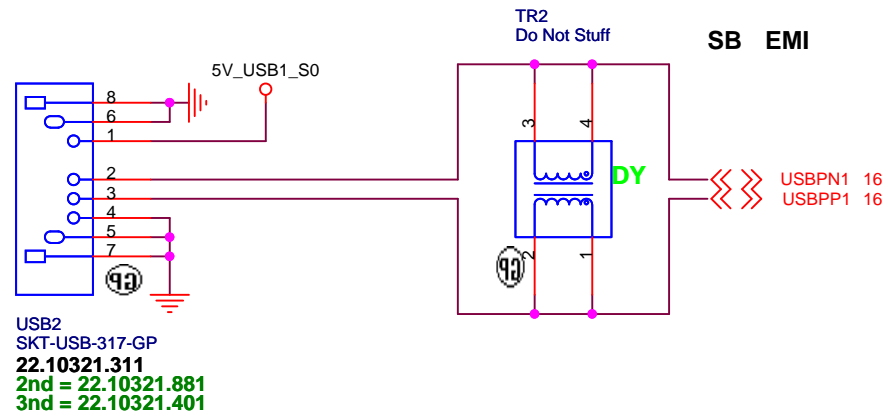 TR2
Do Not Stuff
SB EMI
5V_USB1_S0
8
6
1
2
3
4
5
7
3
4
DY
2
1
USBPN1 16
USBPP1 16
GP
GP
USB2
SKT-USB-317-GP
22.10321.311
2nd = 22.10321.881
3nd = 22.10321.401